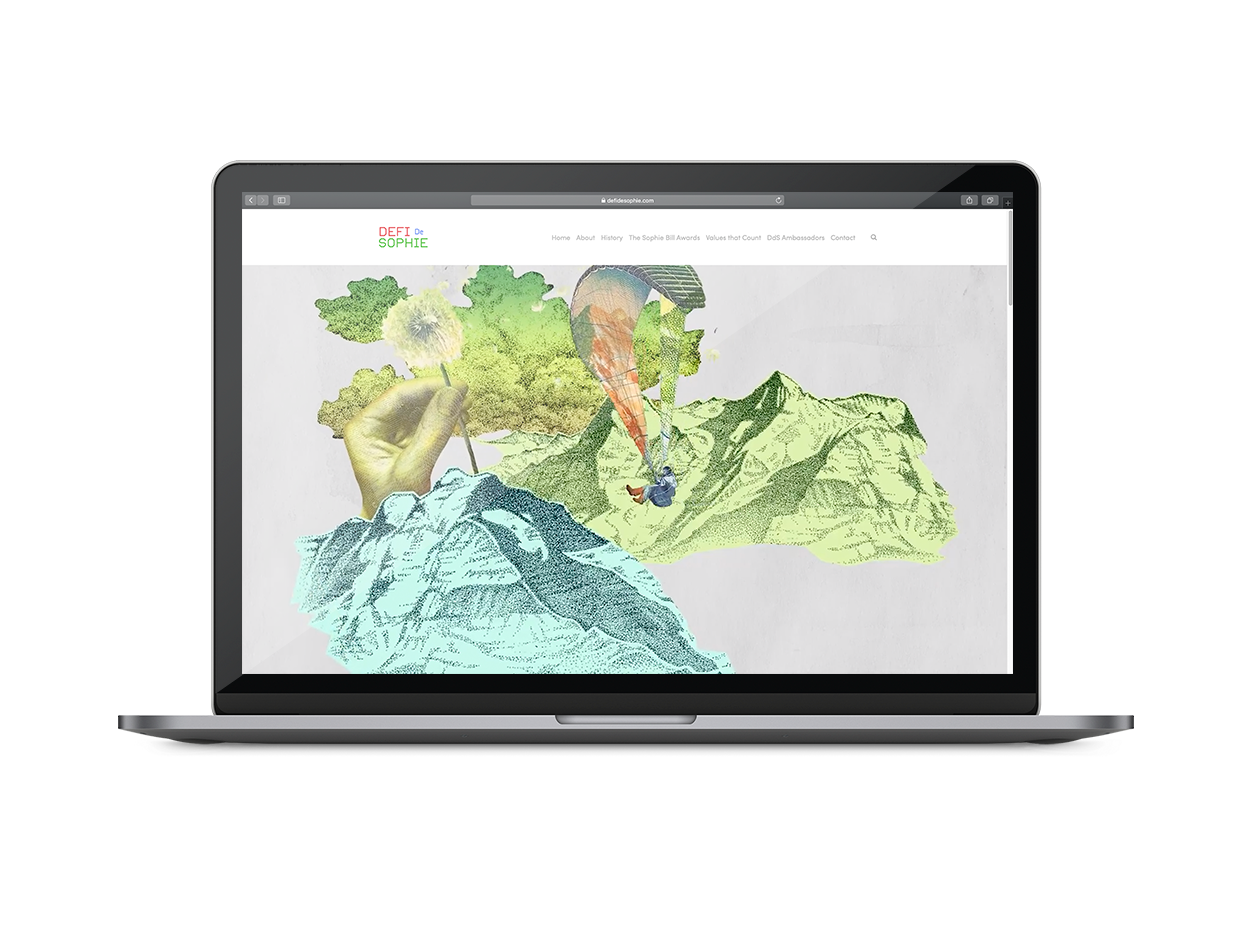 defidesophie.com
DEFI De
SOPHIE
Home About History The Sophie Bill Awards Values that Count DdS Ambassadors Contact